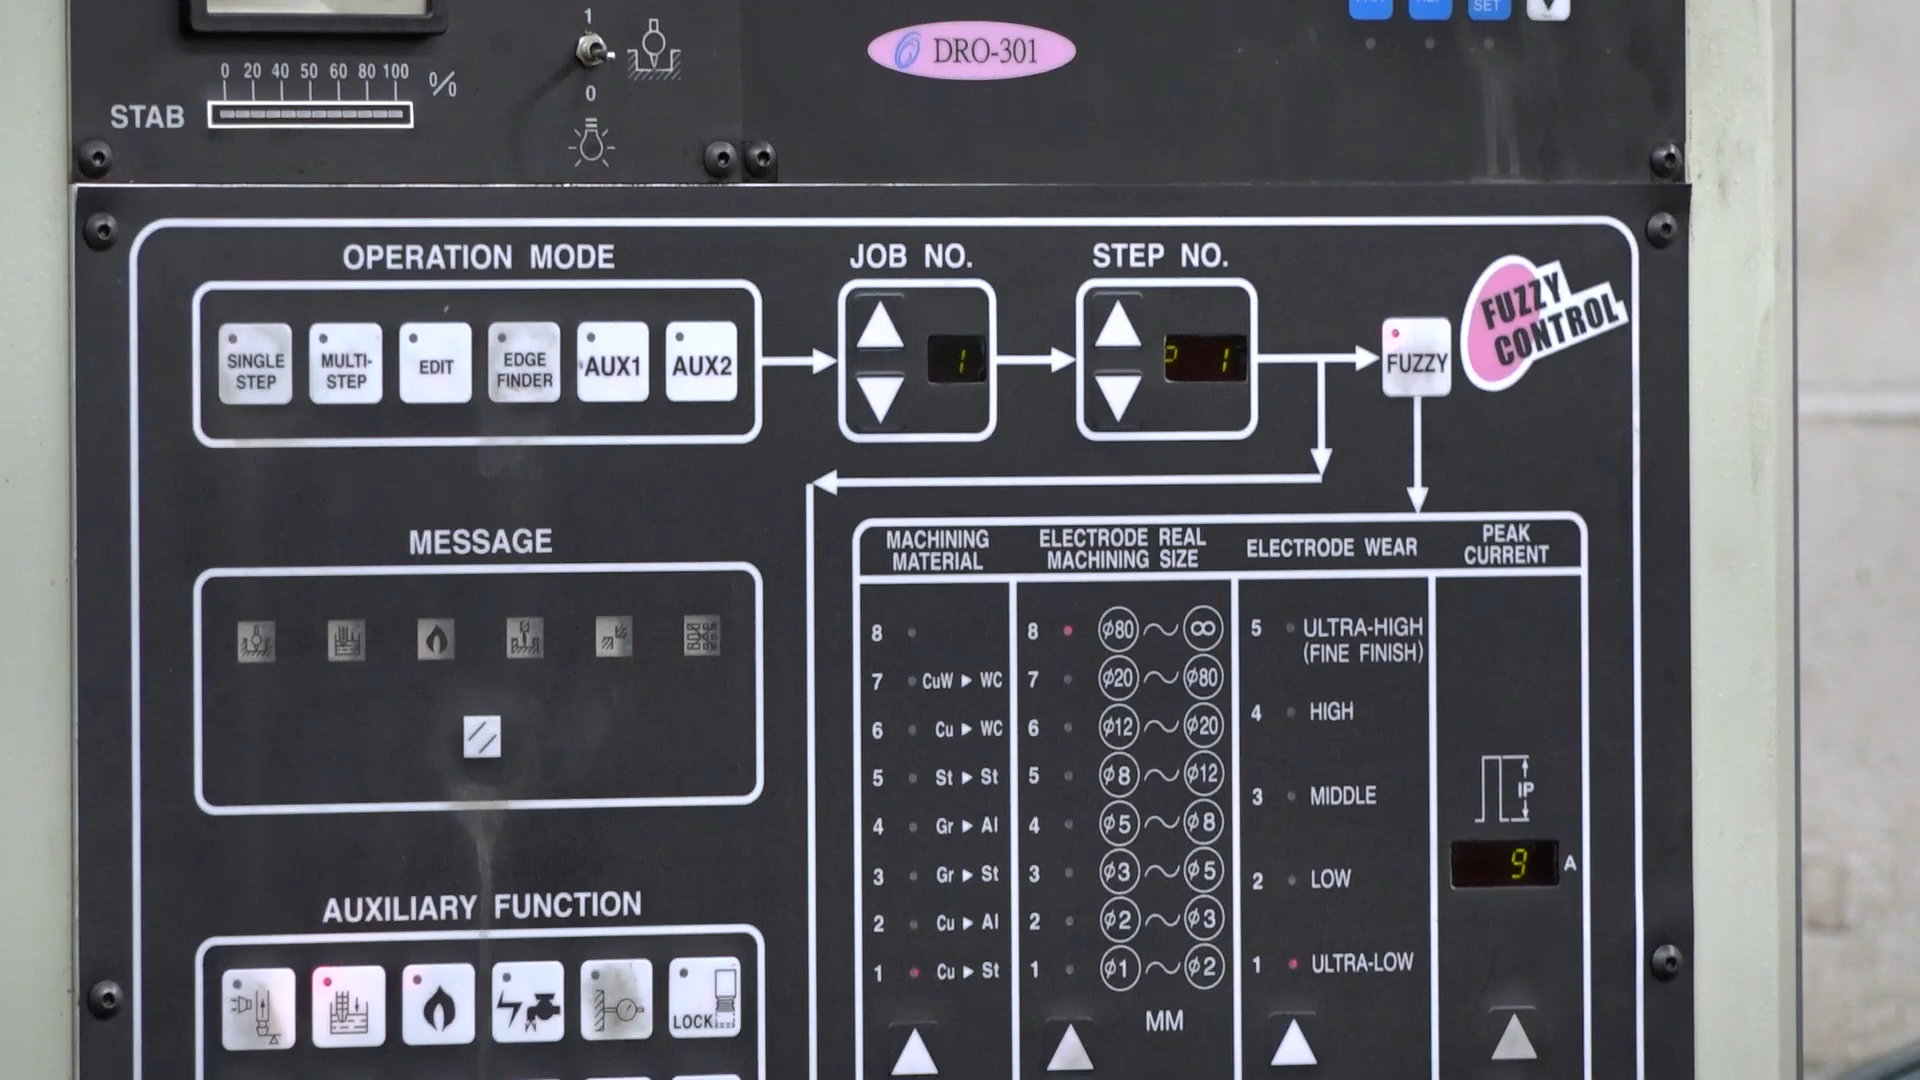 SET
1
DRO-301
0 20 40 50 60 80 100 %
STAB
0
OPERATION MODE
JOB NO.
STEP NO.
SINGLE STEP
MULTI-STEP
EDIT
EDGE FINDER
AUX1
AUX2
1
P 1
FUZZY
FUZZY CONTROL
MESSAGE
MACHINING MATERIAL
ELECTRODE REAL MACHINING SIZE
ELECTRODE WEAR
PEAK CURRENT
8
7 CuW ▶ WC
6 Cu ▶ WC
5 St ▶ St
4 Gr ▶ Al
3 Gr ▶ St
2 Cu ▶ Al
1 Cu ▶ St
8 φ80 ~ ∞
7 φ20 ~ φ80
6 φ12 ~ φ20
5 φ8 ~ φ12
4 φ5 ~ φ8
3 φ3 ~ φ5
2 φ2 ~ φ3
1 φ1 ~ φ2
MM
5 ULTRA-HIGH
(FINE FINISH)
4 HIGH
3 MIDDLE
2 LOW
1 ULTRA-LOW
IP
9 A
AUXILIARY FUNCTION
LOCK